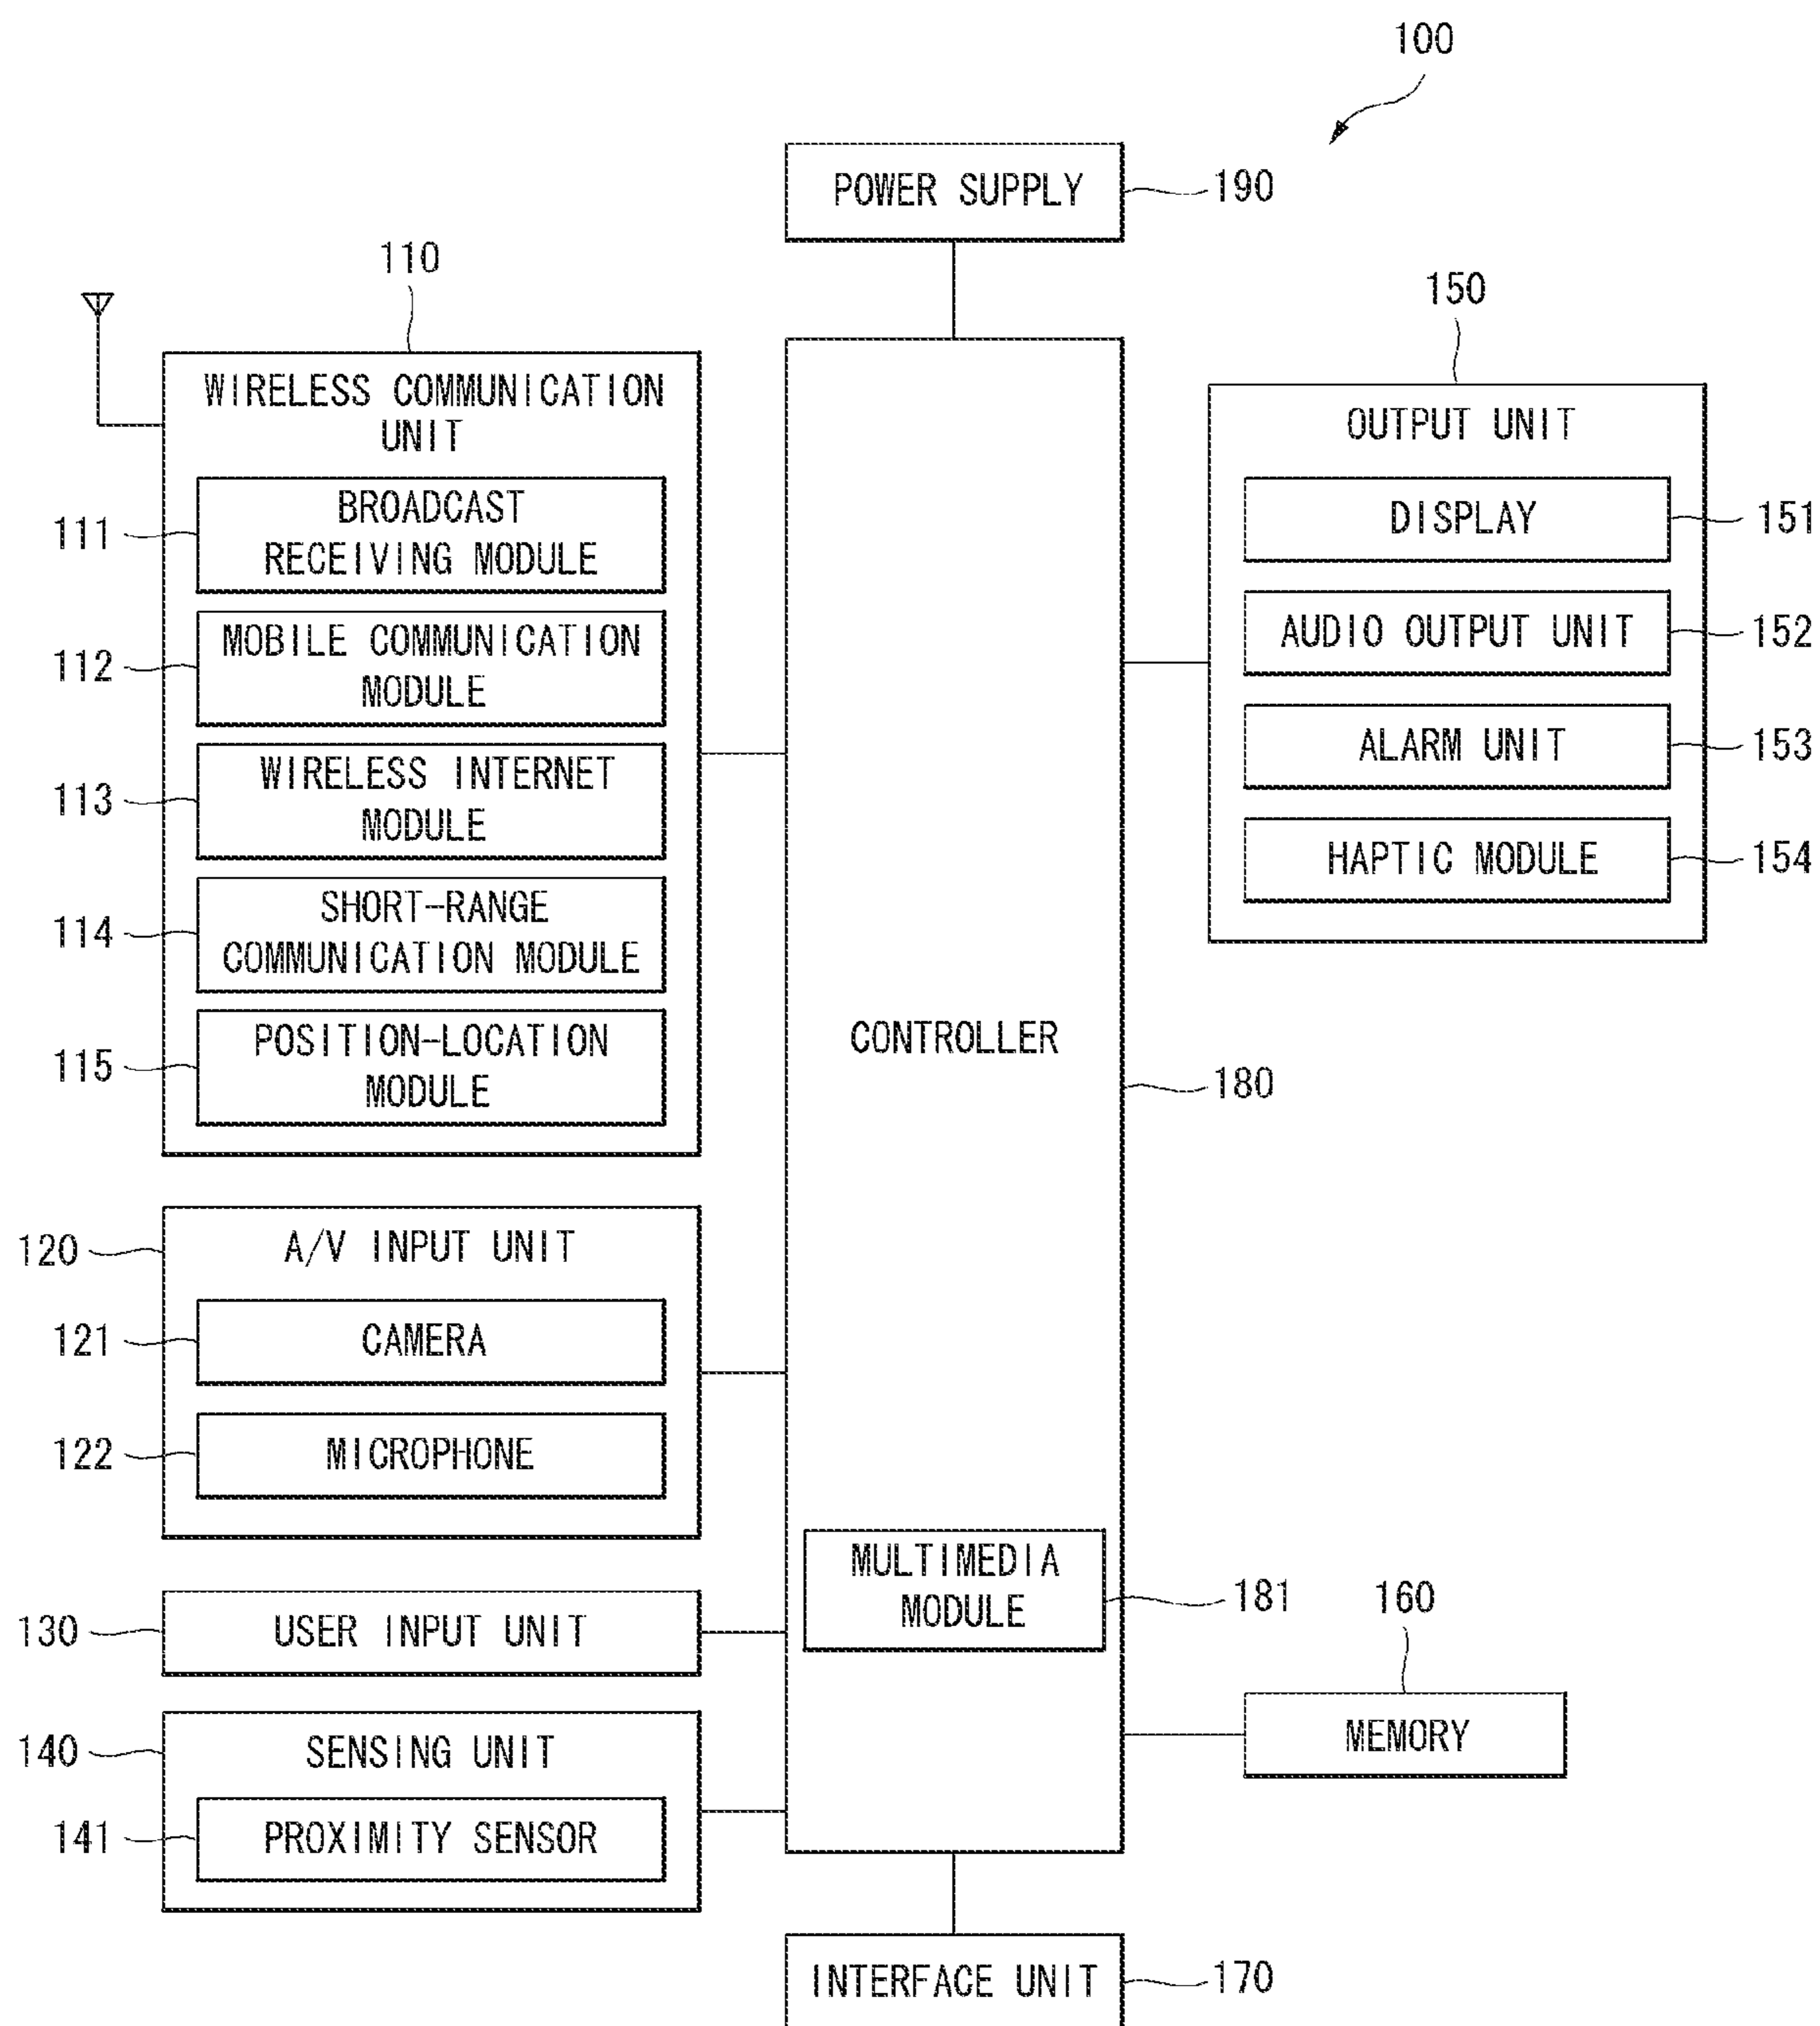 100
POWER SUPPLY
190
110
WIRELESS COMMUNICATION
UNIT
111
BROADCAST
RECEIVING MODULE
112
MOBILE COMMUNICATION
MODULE
113
WIRELESS INTERNET
MODULE
114
SHORT-RANGE
COMMUNICATION MODULE
115
POSITION-LOCATION
MODULE
120
A/V INPUT UNIT
121
CAMERA
122
MICROPHONE
130
USER INPUT UNIT
140
SENSING UNIT
141
PROXIMITY SENSOR
CONTROLLER
180
MULTIMEDIA
MODULE
181
150
OUTPUT UNIT
DISPLAY
151
AUDIO OUTPUT UNIT
152
ALARM UNIT
153
HAPTIC MODULE
154
160
MEMORY
INTERFACE UNIT
170